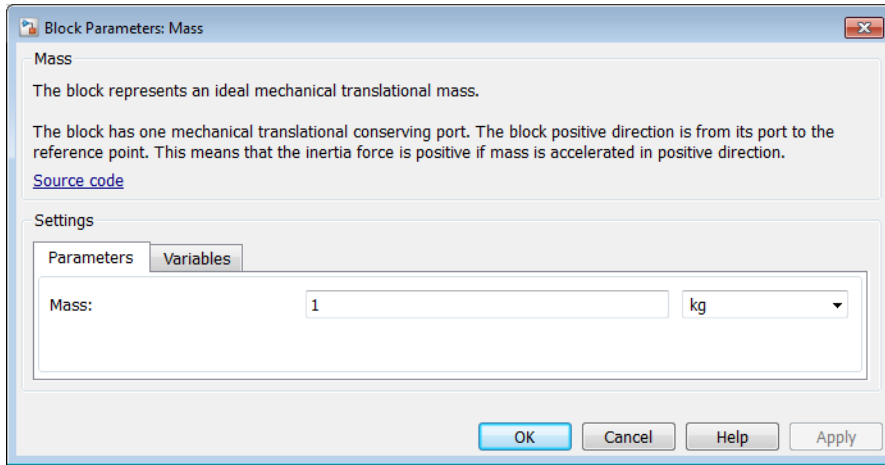 Block Parameters: Mass
Mass
The block represents an ideal mechanical translational mass.
The block has one mechanical translational conserving port. The block positive direction is from its port to the
reference point. This means that the inertia force is positive if mass is accelerated in positive direction.
Source code
Settings
Parameters Variables
Mass: 1 kg
OK Cancel Help Apply